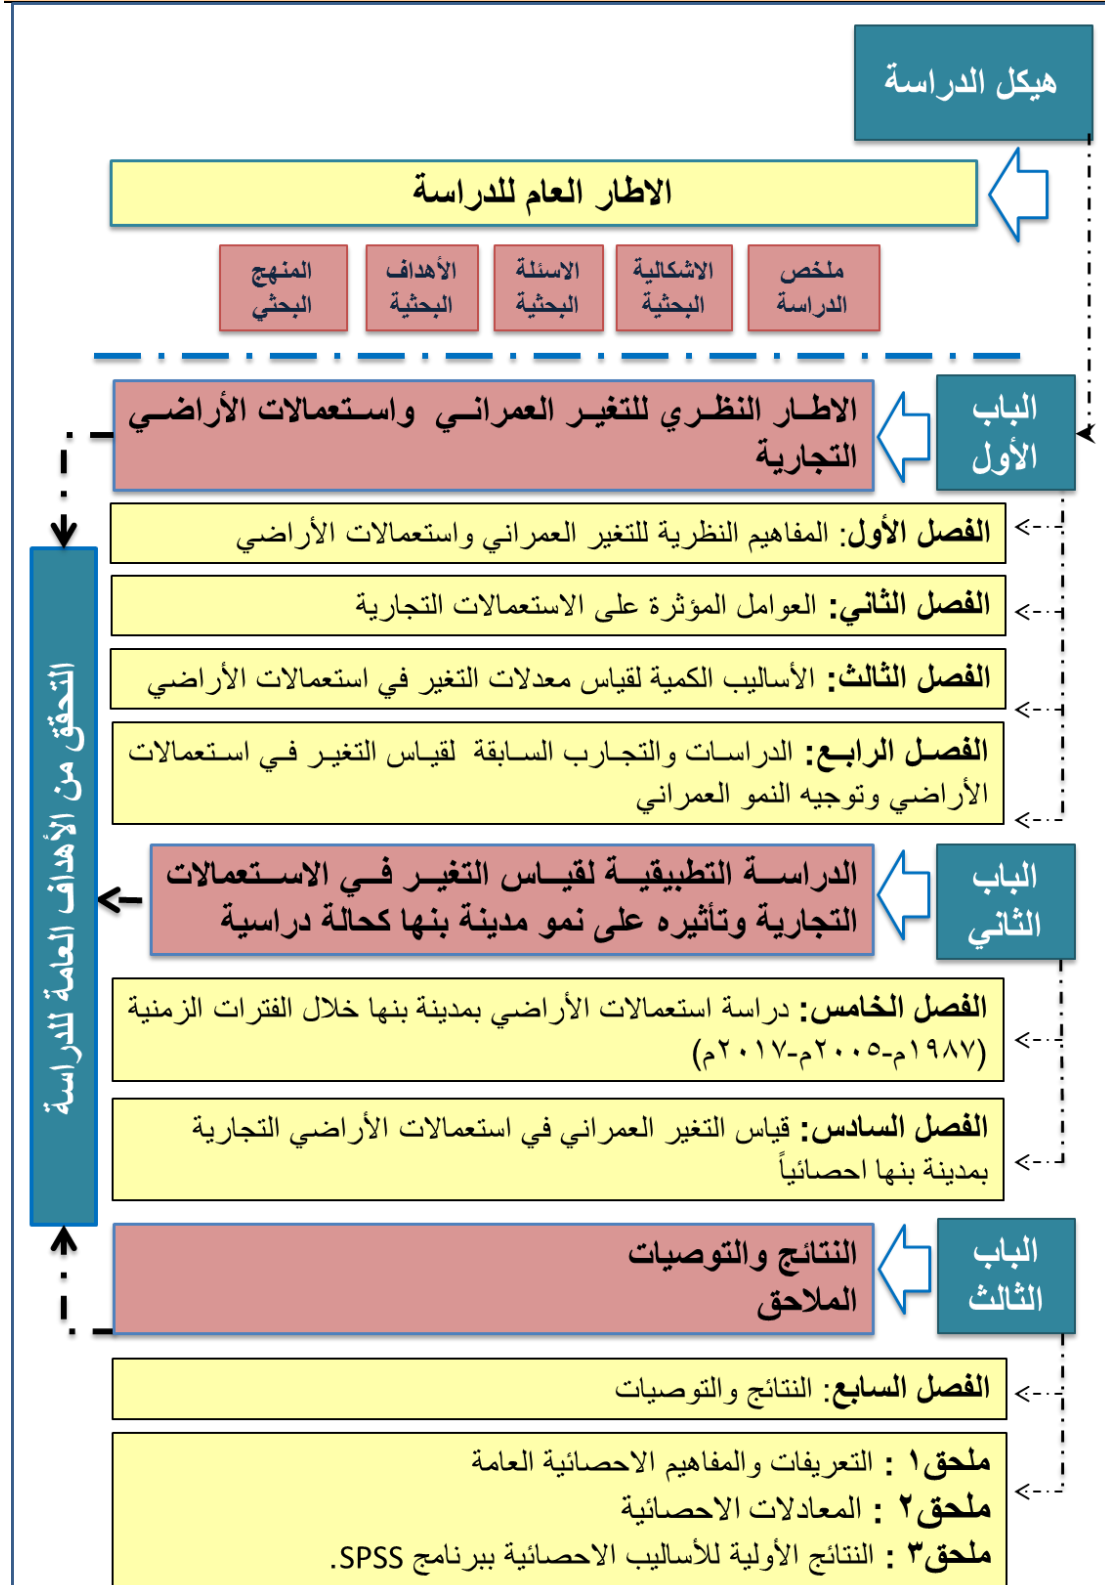 هيكل الدراسة
الاطار العام للدراسة
ملخص
الدراسة
الاشكالية
البحثية
الاسئلة
البحثية
الأهداف
البحثية
المنهج
البحثي
الباب
الأول
الاطار النظري للتغير العمراني واستعمالات الأراضي
التجارية
الفصل الأول: المفاهيم النظرية للتغير العمراني واستعمالات الأراضي
الفصل الثاني: العوامل المؤثرة على الاستعمالات التجارية
الفصل الثالث: الأساليب الكمية لقياس معدلات التغير في استعمالات الأراضي
الفصل الرابع: الدراسات والتجارب السابقة لقياس التغير في استعمالات
الأراضي وتوجيه النمو العمراني
الباب
الثاني
الدراسة التطبيقية لقياس التغير في الاستعمالات
التجارية وتأثيره على نمو مدينة بنها كحالة دراسية
الفصل الخامس: دراسة استعمالات الأراضي بمدينة بنها خلال الفترات الزمنية
(١٩٨٧م-٢٠٠٥م-٢٠١٧م)
الفصل السادس: قياس التغير العمراني في استعمالات الأراضي التجارية
بمدينة بنها احصائياً
الباب
الثالث
النتائج والتوصيات
الملاحق
الفصل السابع: النتائج والتوصيات
ملحق١ : التعريفات والمفاهيم الاحصائية العامة
ملحق٢ : المعادلات الاحصائية
ملحق٣ : النتائج الأولية للأساليب الاحصائية ببرنامج SPSS.
التحقق من الأهداف العامة للدراسة